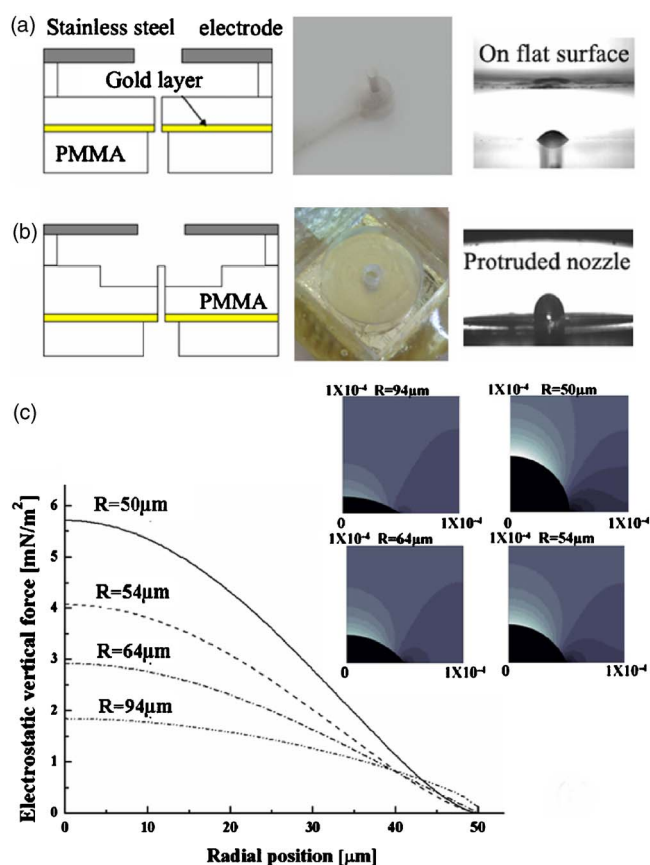 (a)
Stainless steel electrode
Gold layer
PMMA
On flat surface
(b)
PMMA
Protruded nozzle
(c)
1X10⁻⁴ R=94µm
1X10⁻⁴ R=50µm
0
1X10⁻⁴
0
1X10⁻⁴
1X10⁻⁴ R=64µm
1X10⁻⁴ R=54µm
0
1X10⁻⁴
0
1X10⁻⁴
R=50µm
R=54µm
R=64µm
R=94µm
Electrostatic vertical force [mN/m²]
6
5
4
3
2
1
0
0 10 20 30 40 50
Radial position [µm]